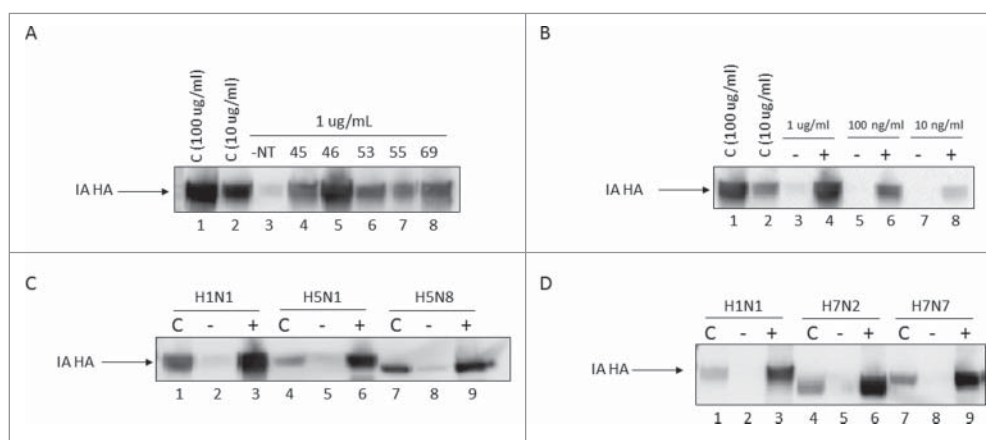 A
C (100 ug/ml)
C (10 ug/ml)
1 ug/mL
-NT 45 46 53 55 69
IA HA
1 2 3 4 5 6 7 8
B
C (100 ug/ml)
C (10 ug/ml)
1 ug/ml 100 ng/ml 10 ng/ml
- + - + - +
IA HA
1 2 3 4 5 6 7 8
C
H1N1 H5N1 H5N8
C - + C - + C - +
IA HA
1 2 3 4 5 6 7 8 9
D
H1N1 H7N2 H7N7
C - + C - + C - +
IA HA
1 2 3 4 5 6 7 8 9